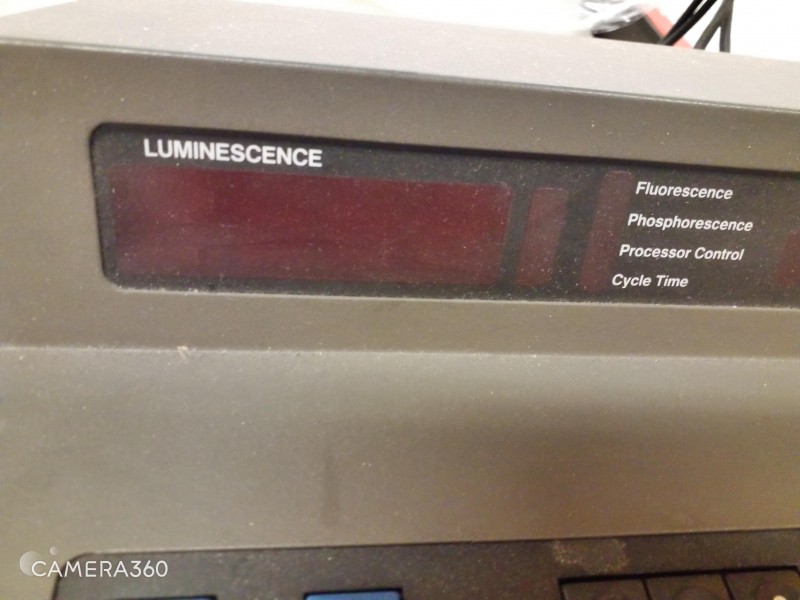 LUMINESCENCE
Fluorescence
Phosphorescence
Processor Control
Cycle Time
CAMERA360